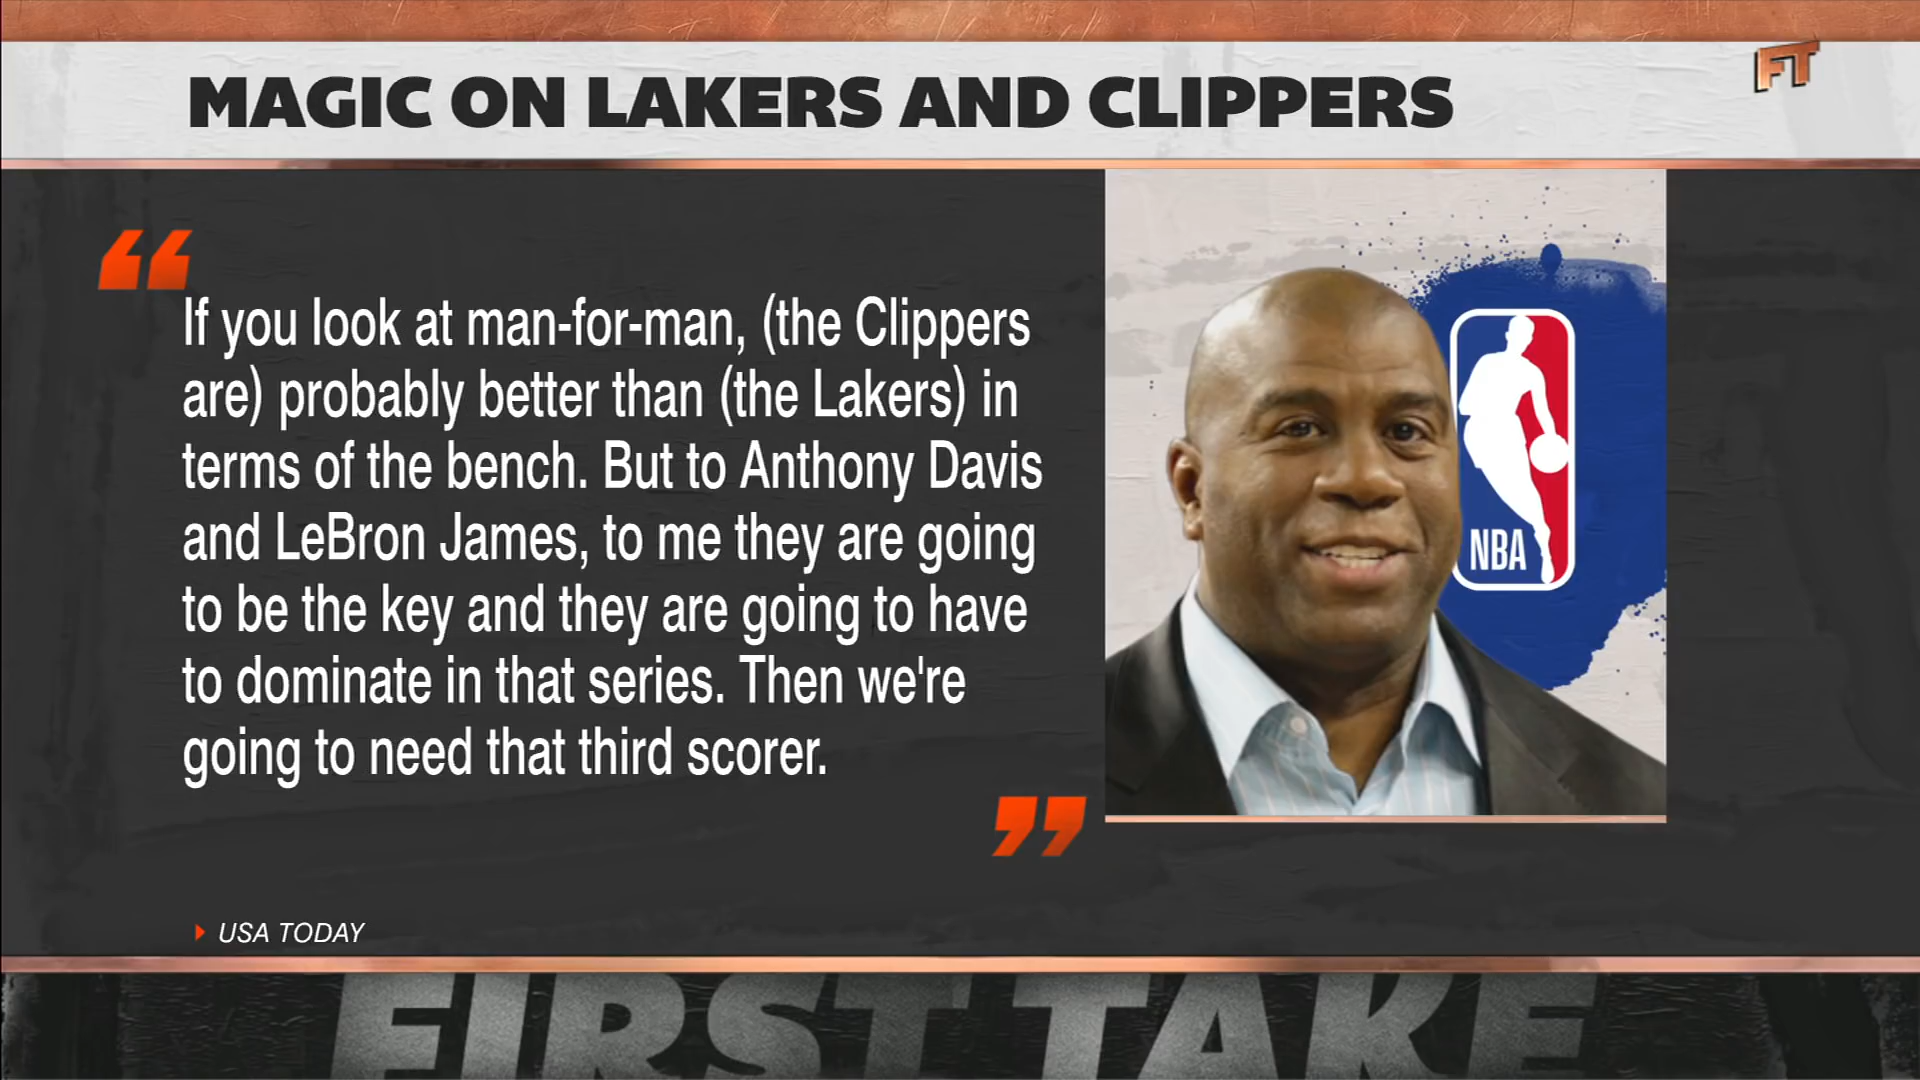 MAGIC ON LAKERS AND CLIPPERS
FT
“
If you look at man-for-man, (the Clippers
are) probably better than (the Lakers) in
terms of the bench. But to Anthony Davis
and LeBron James, to me they are going
to be the key and they are going to have
to dominate in that series. Then we're
going to need that third scorer.
”
NBA
USA TODAY
FIRST TAKE